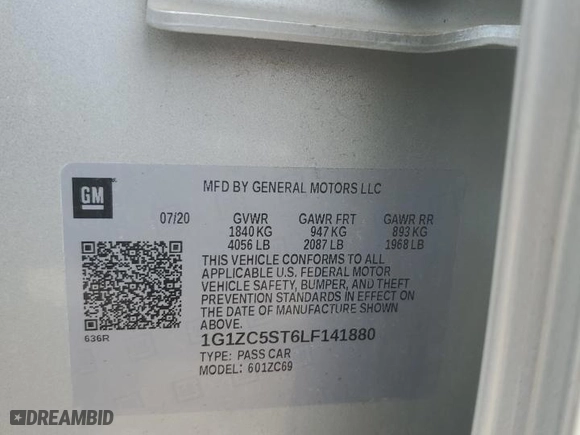 GM
MFD BY GENERAL MOTORS LLC
07/20 GVWR GAWR FRT GAWR RR
1840 KG 947 KG 893 KG
4056 LB 2087 LB 1968 LB
THIS VEHICLE CONFORMS TO ALL
APPLICABLE U.S. FEDERAL MOTOR
VEHICLE SAFETY, BUMPER, AND THEFT
PREVENTION STANDARDS IN EFFECT ON
THE DATE OF MANUFACTURE SHOWN
ABOVE.
636R
1G1ZC5ST6LF141880
TYPE: PASS CAR
MODEL: 601ZC69
DREAMBID